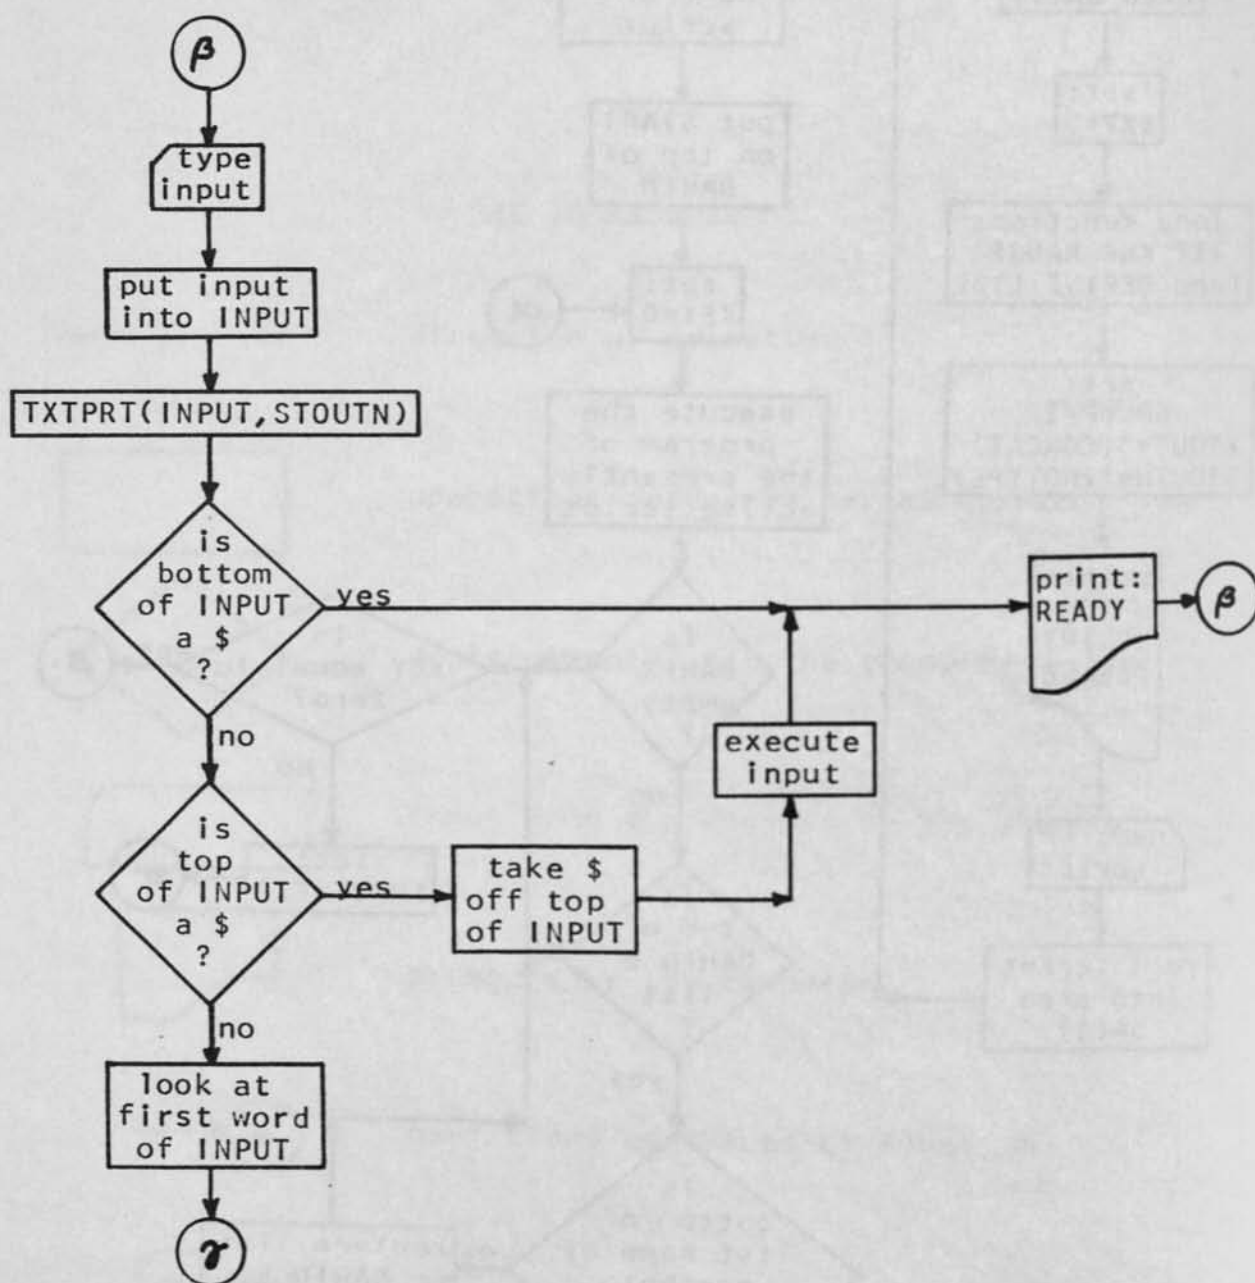 β
type
input
put input
into INPUT
TXTPRT(INPUT,STOUTN)
is
bottom
of INPUT
a $
?
yes
no
print:
READY
β
execute
input
is
top
of INPUT
a $
?
yes
no
take $
off top
of INPUT
look at
first word
of INPUT
γ